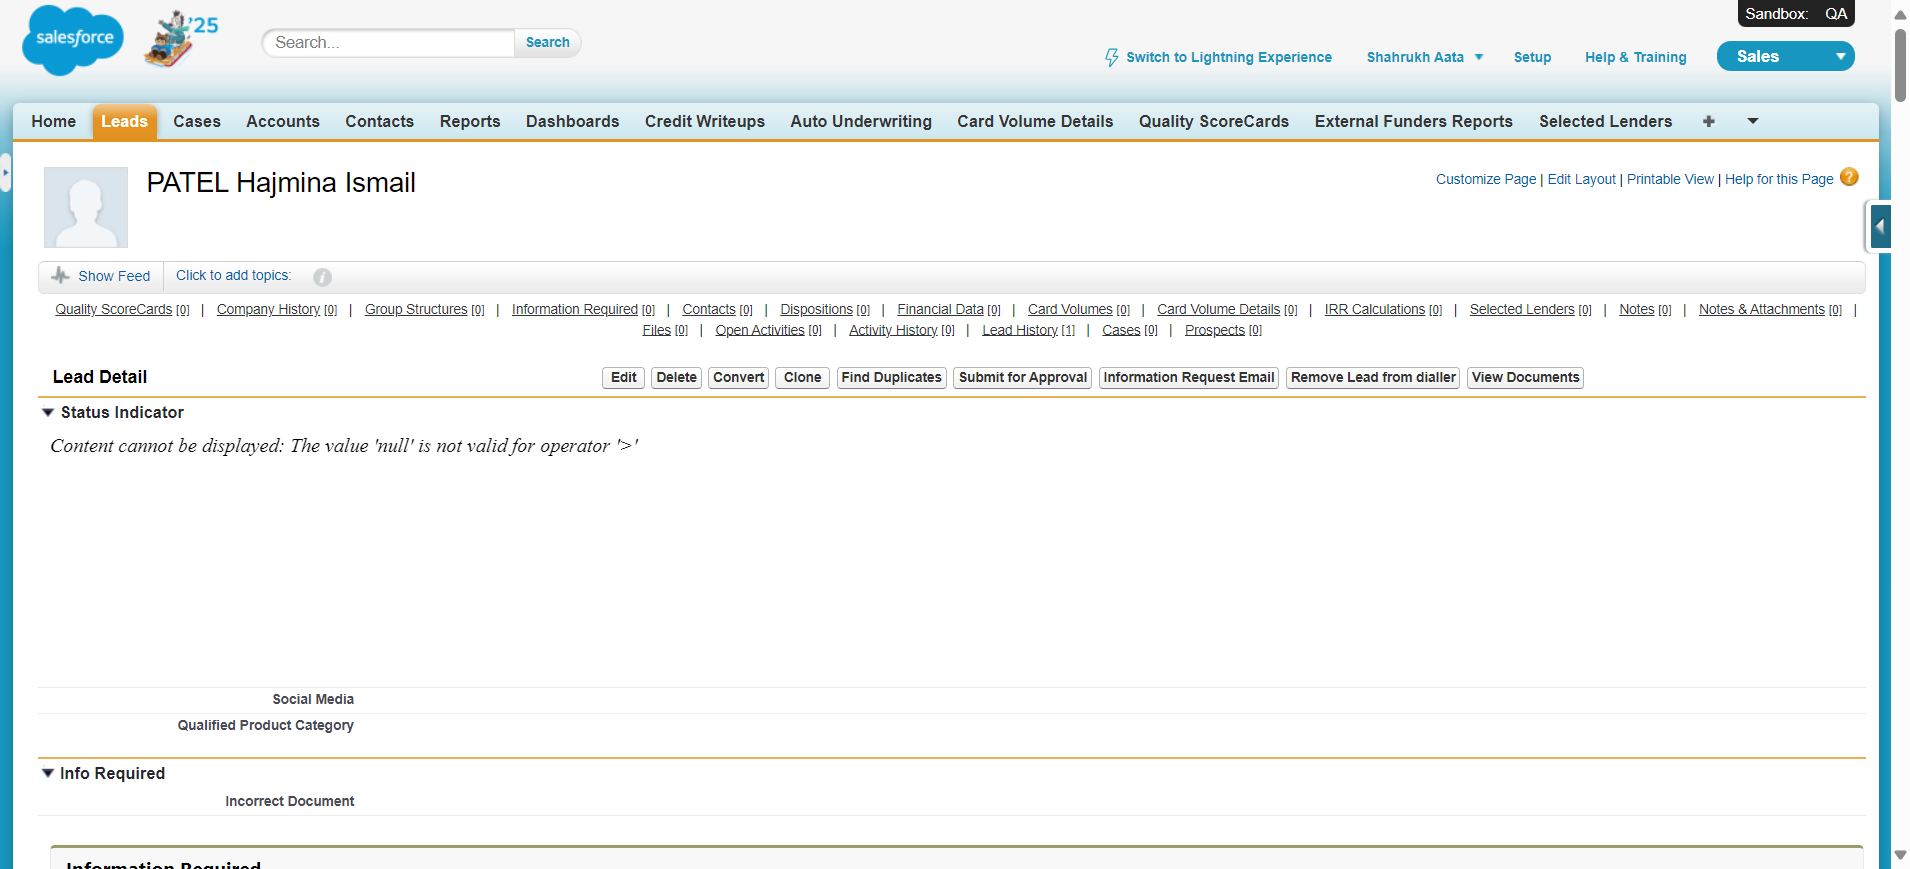 Sandbox: QA
salesforce
'25
Search... Search
Switch to Lightning Experience Shahrukh Aata Setup Help & Training Sales
Home Leads Cases Accounts Contacts Reports Dashboards Credit Writeups Auto Underwriting Card Volume Details Quality ScoreCards External Funders Reports Selected Lenders +
PATEL Hajmina Ismail
Customize Page | Edit Layout | Printable View | Help for this Page ?
Show Feed Click to add topics: i
Quality ScoreCards [0] | Company History [0] | Group Structures [0] | Information Required [0] | Contacts [0] | Dispositions [0] | Financial Data [0] | Card Volumes [0] | Card Volume Details [0] | IRR Calculations [0] | Selected Lenders [0] | Notes [0] | Notes & Attachments [0] |
Files [0] | Open Activities [0] | Activity History [0] | Lead History [1] | Cases [0] | Prospects [0]
Lead Detail Edit Delete Convert Clone Find Duplicates Submit for Approval Information Request Email Remove Lead from dialler View Documents
Status Indicator
Content cannot be displayed: The value 'null' is not valid for operator '>'
Social Media
Qualified Product Category
Info Required
Incorrect Document
Information Required